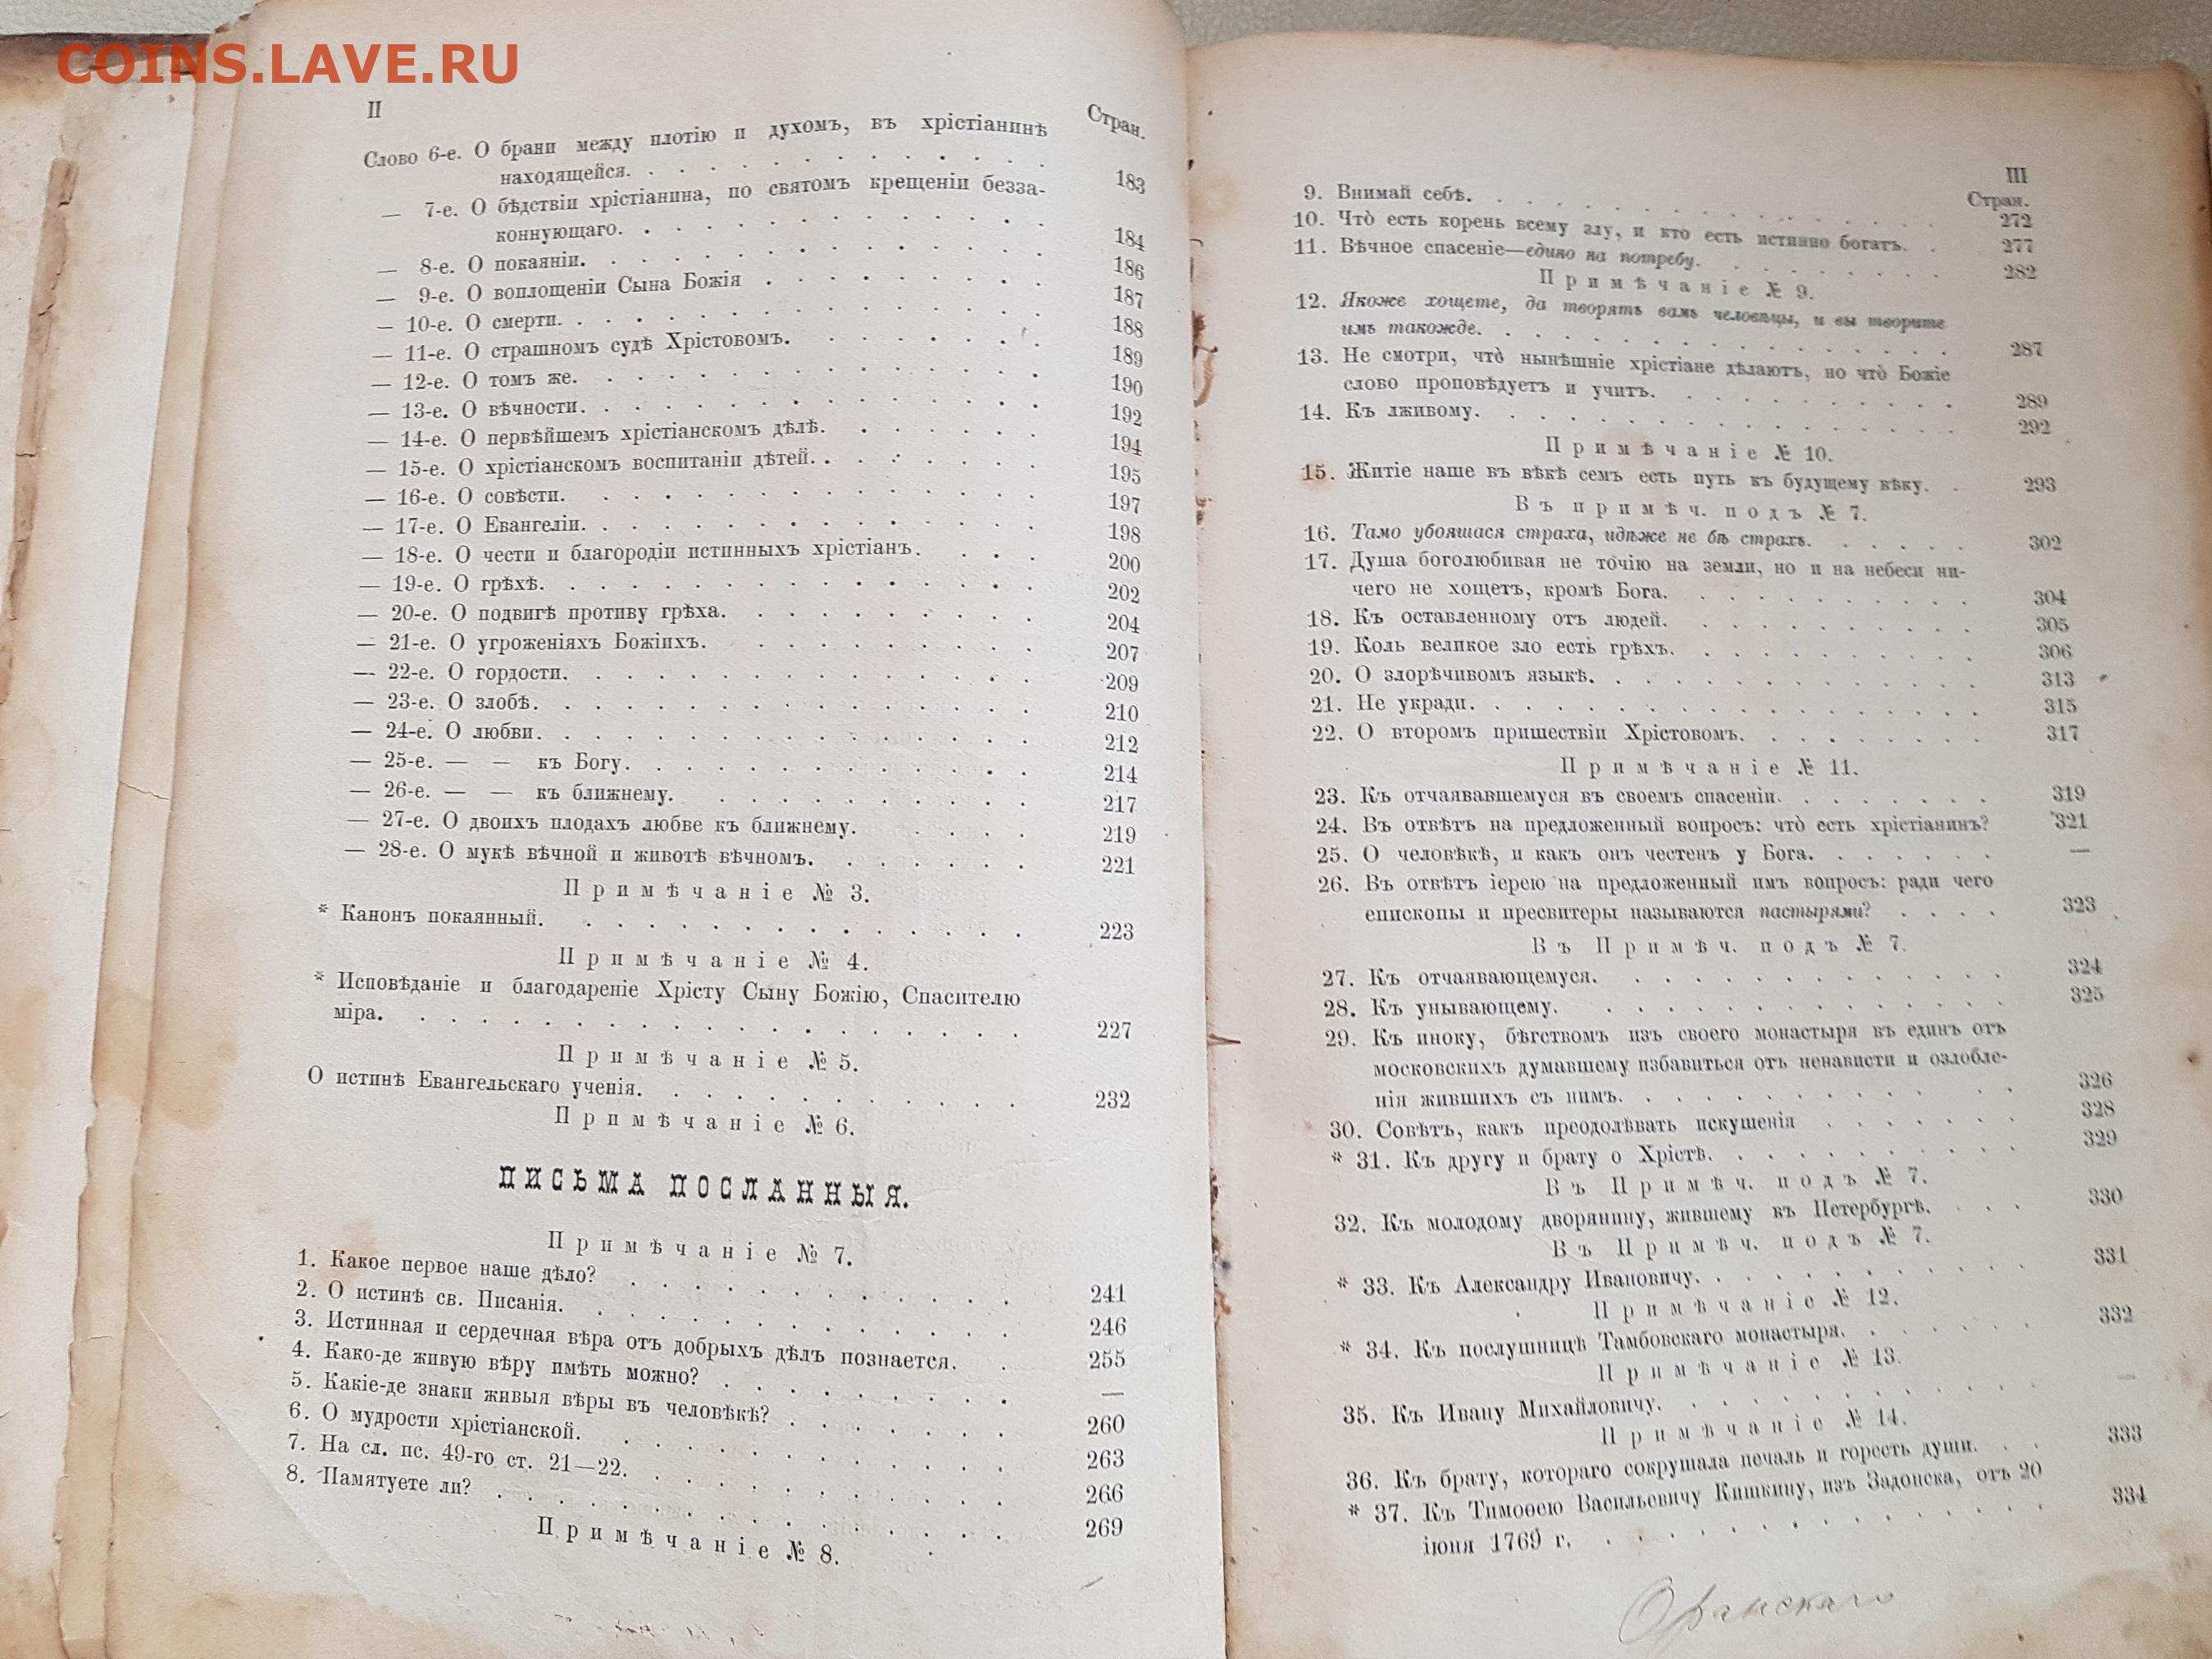 COINS.LAVE.RU
II
Стран.
Слово 6-е. О брани между плотію и духомъ, въ хрістіанинѣ
находящейся. 183
— 7-е. О бѣдствіи хрістіанина, по святомъ крещеніи безза-
коннующаго. 184
— 8-е. О покаяніи. 186
— 9-е. О воплощеніи Сына Божія 187
— 10-е. О смерти. 188
— 11-е. О страшномъ судѣ Хрістовомъ. 189
— 12-е. О томъ же. 190
— 13-е. О вѣчности. 192
— 14-е. О первѣйшемъ хрістіанскомъ дѣлѣ. 194
— 15-е. О хрістіанскомъ воспитаніи дѣтей. 195
— 16-е. О совѣсти. 197
— 17-е. О Евангеліи. 198
— 18-е. О чести и благородіи истинныхъ хрістіанъ. 200
— 19-е. О грѣхѣ. 202
— 20-е. О подвигѣ противу грѣха. 204
— 21-е. О угроженіяхъ Божіихъ. 207
— 22-е. О гордости. 209
— 23-е. О злобѣ. 210
— 24-е. О любви. 212
— 25-е. — — къ Богу. 214
— 26-е. — — къ ближнему. 217
— 27-е. О двоихъ плодахъ любве къ ближнему. 219
— 28-е. О мукѣ вѣчной и животѣ вѣчномъ. 221
Примѣчаніе № 3.
* Канонъ покаянный. 223
Примѣчаніе № 4.
* Исповѣданіе и благодареніе Хрісту Сыну Божію, Спасителю
міра. 227
Примѣчаніе № 5.
О истинѣ Евангельскаго ученія. 232
Примѣчаніе № 6.
ПИСЬМА ПОСЛАННЫЯ.
Примѣчаніе № 7.
1. Какое первое наше дѣло? 241
2. О истинѣ св. Писанія. 246
3. Истинная и сердечная вѣра отъ добрыхъ дѣлъ познается. 255
4. Како-де живую вѣру имѣть можно? —
5. Какіе-де знаки живыя вѣры въ человѣкѣ? 260
6. О мудрости хрістіанской. 263
7. На сл. пс. 49-го ст. 21—22. 266
8. Памятуете ли? 269
Примѣчаніе № 8.
III
Стран.
9. Внимай себѣ. 272
10. Что̀ есть корень всему злу, и кто есть истинно богатъ. 277
11. Вѣчное спасеніе—едино на потребу. 282
Примѣчаніе № 9.
12. Якоже хощете, да творятъ вамъ человѣцы, и вы творите
имъ такожде. 287
13. Не смотри, что̀ нынѣшніе хрістіане дѣлаютъ, но что̀ Божіе
слово проповѣдуетъ и учитъ. 289
14. Къ лживому. 292
Примѣчаніе № 10.
15. Житіе наше въ вѣкѣ семъ есть путь къ будущему вѣку. 293
Въ примѣч. подъ № 7.
16. Тамо убояшася страха, идѣже не бѣ страхъ. 302
17. Душа боголюбивая не то́чію на земли, но и на небеси ни-
чего не хощетъ, кромѣ Бога. 304
18. Къ оставленному отъ людей. 305
19. Коль великое зло есть грѣхъ. 306
20. О злорѣчивомъ языкѣ. 313
21. Не укради. 315
22. О второмъ пришествіи Хрістовомъ. 317
Примѣчаніе № 11.
23. Къ отчаявавшемуся въ своемъ спасеніи. 319
24. Въ отвѣтъ на предложенный вопросъ: что̀ есть хрістіанинъ? 321
25. О человѣкѣ, и какъ онъ честенъ у Бога. —
26. Въ отвѣтъ іерею на предложенный имъ вопросъ: ради чего
епископы и пресвитеры называются пастырями? 323
Въ Примѣч. подъ № 7.
27. Къ отчаявающемуся. 324
28. Къ унывающему. 325
29. Къ иноку, бѣгствомъ изъ своего монастыря въ единъ отъ
московскихъ думавшему избавиться отъ ненависти и озлобле-
нія жившихъ съ нимъ. 326
30. Совѣтъ, какъ преодолѣвать искушенія 328
* 31. Къ другу и брату о Хрістѣ. 329
Въ Примѣч. подъ № 7.
32. Къ молодому дворянину, жившему въ Петербургѣ. 330
Въ Примѣч. подъ № 7.
* 33. Къ Александру Ивановичу. 331
Примѣчаніе № 12.
* 34. Къ послушницѣ Тамбовскаго монастыря. 332
Примѣчаніе № 13.
35. Къ Ивану Михайловичу. —
Примѣчаніе № 14.
36. Къ брату, котораго сокрушала печаль и горесть души. 333
* 37. Къ Тимоѳею Васильевичу Кишкину, изъ Задонска, отъ 20
іюня 1769 г. 334